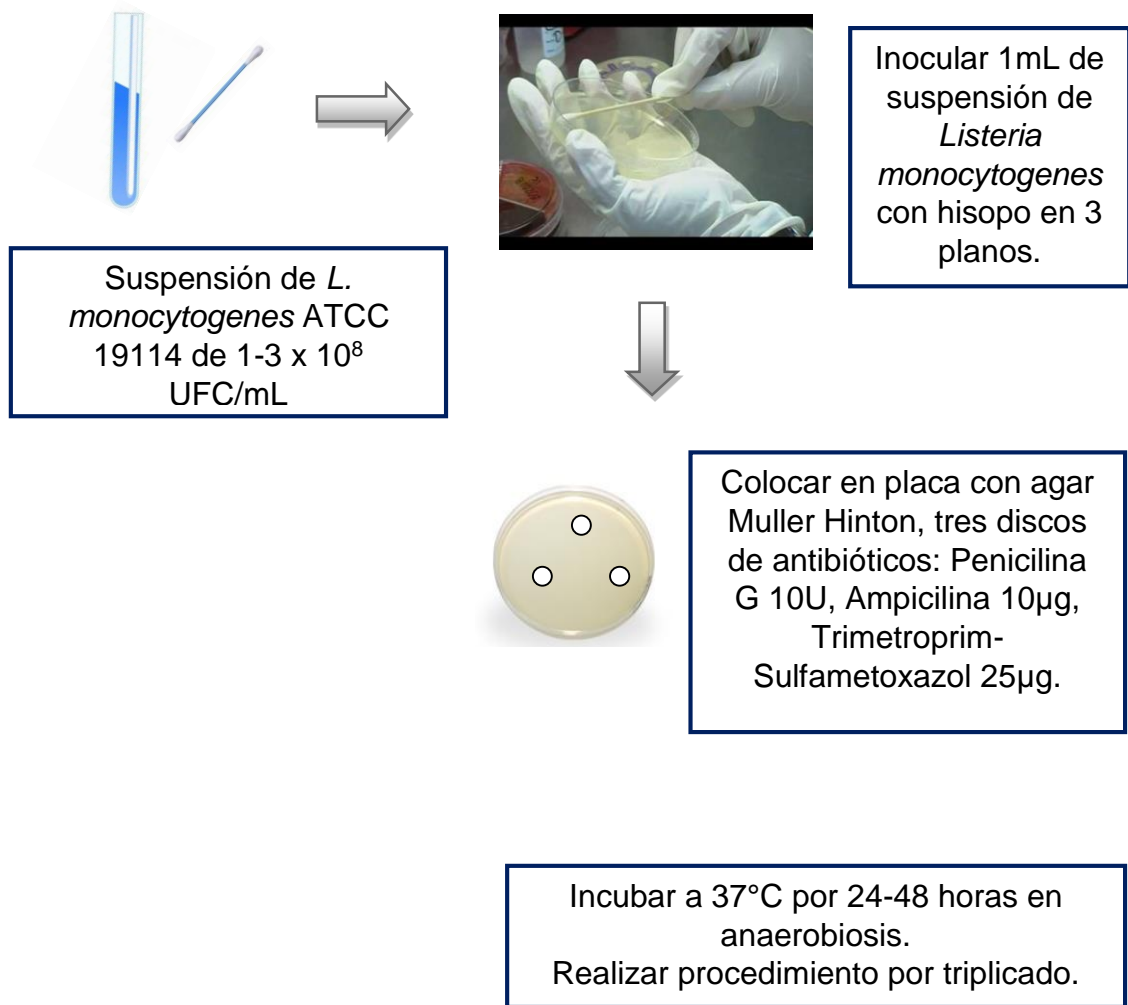 Inocular 1mL de
suspensión de
Listeria
monocytogenes
con hisopo en 3
planos.
Suspensión de L.
monocytogenes ATCC
19114 de 1-3 x 10⁸
UFC/mL
Colocar en placa con agar
Muller Hinton, tres discos
de antibióticos: Penicilina
G 10U, Ampicilina 10µg,
Trimetroprim-
Sulfametoxazol 25µg.
Incubar a 37°C por 24-48 horas en
anaerobiosis.
Realizar procedimiento por triplicado.